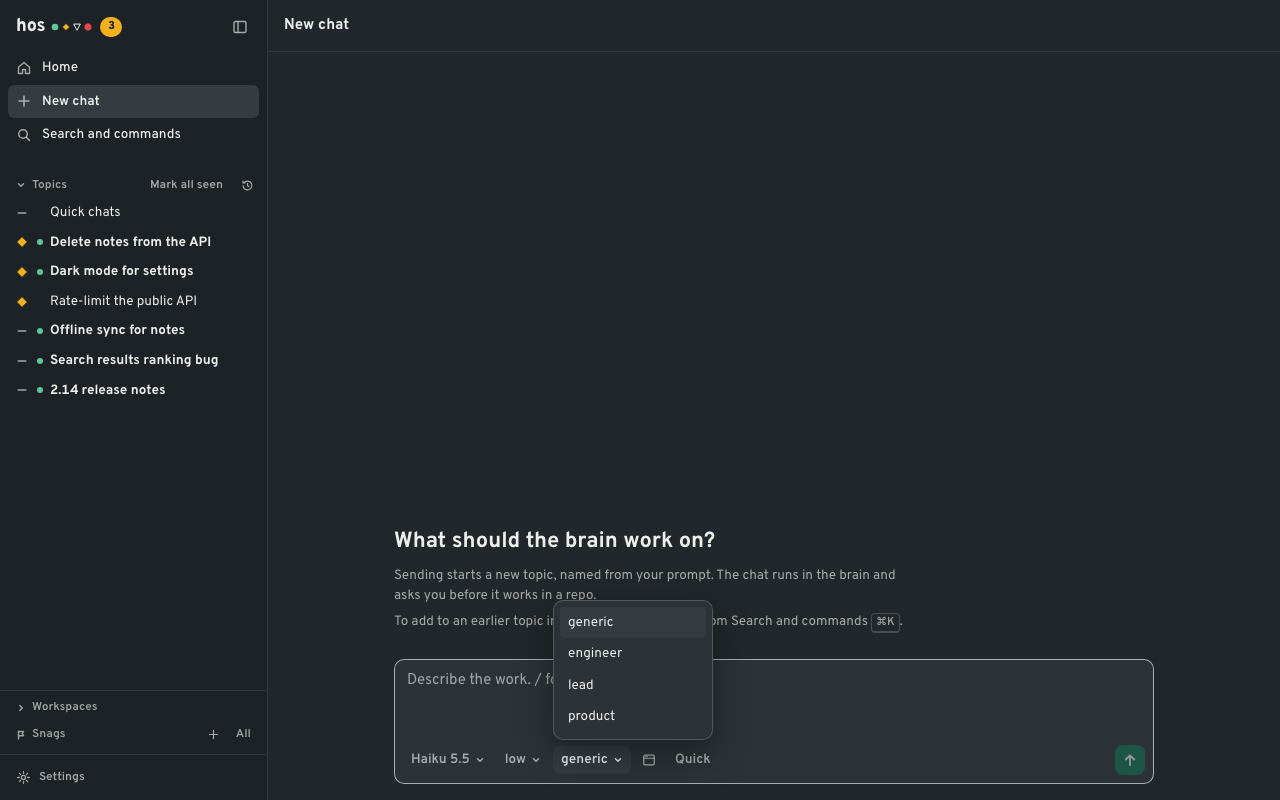 hos 3
Home
New chat
Search and commands
Topics Mark all seen
Quick chats
Delete notes from the API
Dark mode for settings
Rate-limit the public API
Offline sync for notes
Search results ranking bug
2.14 release notes
Workspaces
Snags All
Settings
New chat
What should the brain work on?
Sending starts a new topic, named from your prompt. The chat runs in the brain and
asks you before it works in a repo.
To add to an earlier topic Search and commands ⌘K.
generic
engineer
lead
product
Describe the work. /
Haiku 5.5 low generic Quick